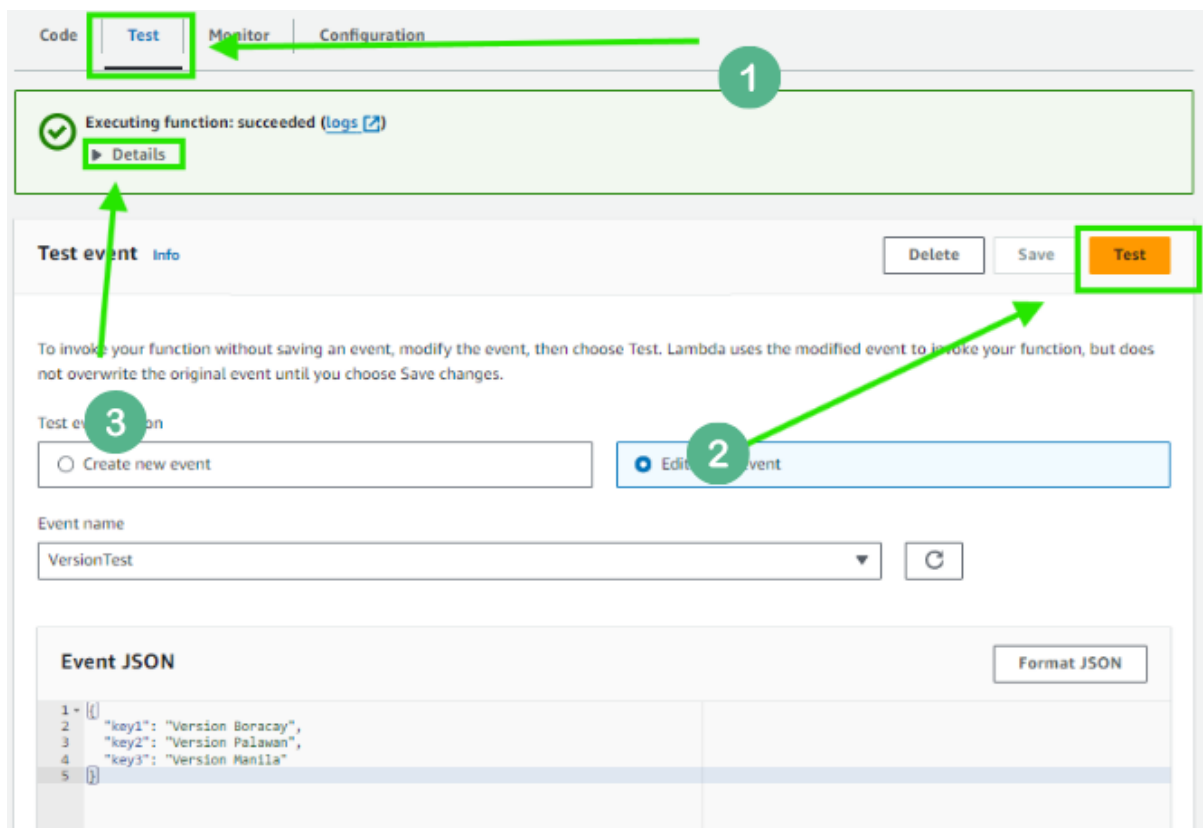 Code Test Monitor Configuration
1
Executing function: succeeded (logs)
Details
Test event Info Delete Save Test
To invoke your function without saving an event, modify the event, then choose Test. Lambda uses the modified event to invoke your function, but does
not overwrite the original event until you choose Save changes.
Test
3
Create new event
2
event
Event name
VersionTest
Event JSON Format JSON
1 {
2 "key1": "Version Boracay",
3 "key2": "Version Palawan",
4 "key3": "Version Manila"
5 }